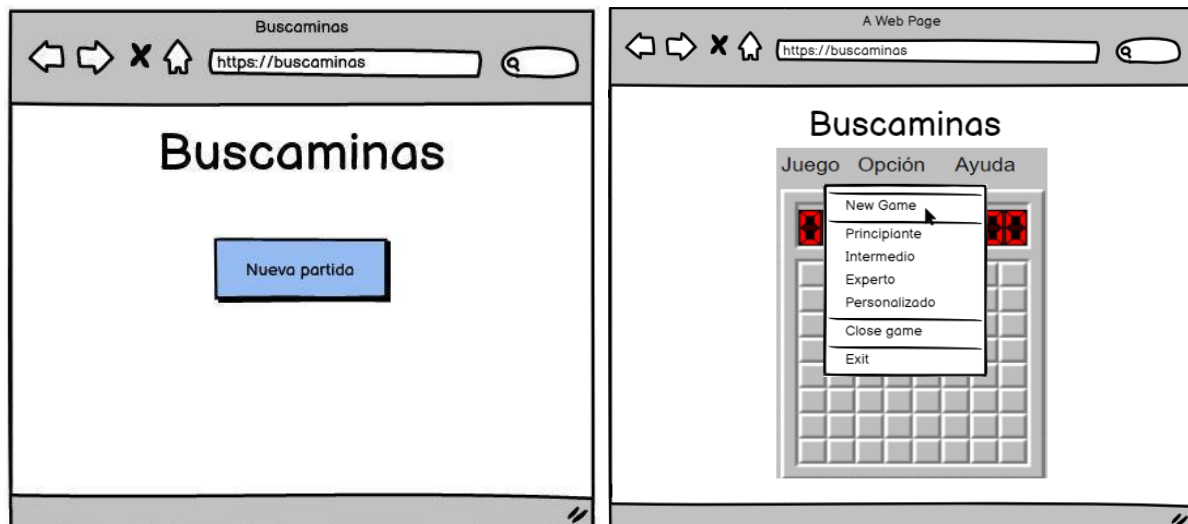 Buscaminas
https://buscaminas
Buscaminas
Nueva partida
A Web Page
https://buscaminas
Buscaminas
Juego Opción Ayuda
New Game
Principiante
Intermedio
Experto
Personalizado
Close game
Exit